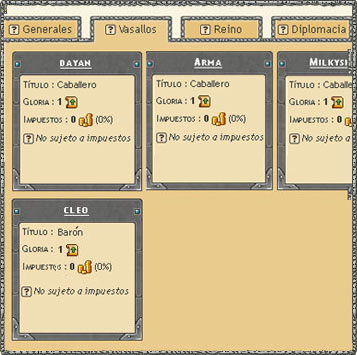 ? Generales ? Vasallos ? Reino ? Diplomacia
DAYAN
TÍTULO : Caballero
GLORIA : 1
IMPUESTOS : 0 (0%)
? No sujeto a impuestos
ARMA
TÍTULO : Caballero
GLORIA : 1
IMPUESTOS : 0 (0%)
? No sujeto a impuestos
MILKYSI
TÍTULO : Caballero
GLORIA : 1
IMPUESTOS : 0
? No sujeto a
CLEO
TÍTULO : Barón
GLORIA : 1
IMPUESTOS : 0 (0%)
? No sujeto a impuestos